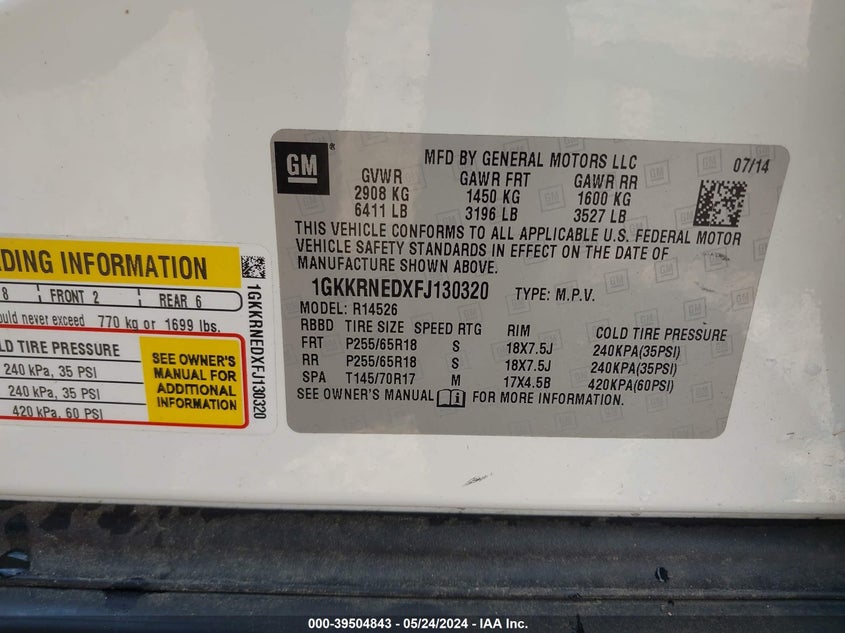 GM
®
MFD BY GENERAL MOTORS LLC
07/14
GVWR GAWR FRT GAWR RR
2908 KG 1450 KG 1600 KG
6411 LB 3196 LB 3527 LB
THIS VEHICLE CONFORMS TO ALL APPLICABLE U.S. FEDERAL MOTOR
VEHICLE SAFETY STANDARDS IN EFFECT ON THE DATE OF
MANUFACTURE SHOWN ABOVE.
1GKKRNEDXFJ130320 TYPE: M.P.V.
MODEL: R14526
RBBD TIRE SIZE SPEED RTG RIM COLD TIRE PRESSURE
FRT P255/65R18 S 18X7.5J 240KPA(35PSI)
RR P255/65R18 S 18X7.5J 240KPA(35PSI)
SPA T145/70R17 M 17X4.5B 420KPA(60PSI)
SEE OWNER'S MANUAL FOR MORE INFORMATION.
DING INFORMATION
8 FRONT 2 REAR 6
ould never exceed 770 kg or 1699 lbs.
LD TIRE PRESSURE
240 kPa, 35 PSI
240 kPa, 35 PSI
420 kPa, 60 PSI
SEE OWNER'S
MANUAL FOR
ADDITIONAL
INFORMATION
1GKKRNEDXFJ130320
000-39504843 — 05/24/2024 — IAA Inc.